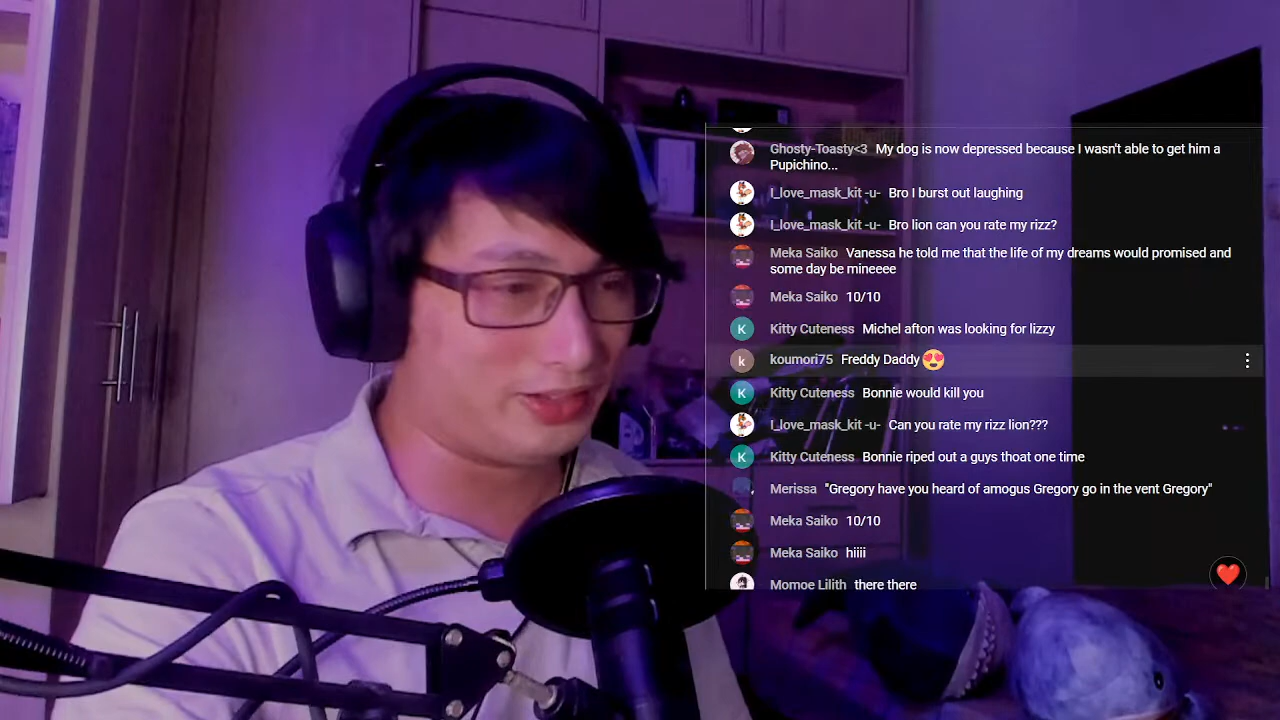 Ghosty-Toasty<3 My dog is now depressed because I wasn't able to get him a
Pupichino...
I_love_mask_kit -u- Bro I burst out laughing
I_love_mask_kit -u- Bro lion can you rate my rizz?
Meka Saiko Vanessa he told me that the life of my dreams would promised and
some day be mineeee
Meka Saiko 10/10
K Kitty Cuteness Michel afton was looking for lizzy
k koumori75 Freddy Daddy😍
K Kitty Cuteness Bonnie would kill you
I_love_mask_kit -u- Can you rate my rizz lion???
K Kitty Cuteness Bonnie riped out a guys thoat one time
Merissa "Gregory have you heard of amogus Gregory go in the vent Gregory"
Meka Saiko 10/10
Meka Saiko hiiii
Momoe Lilith there there